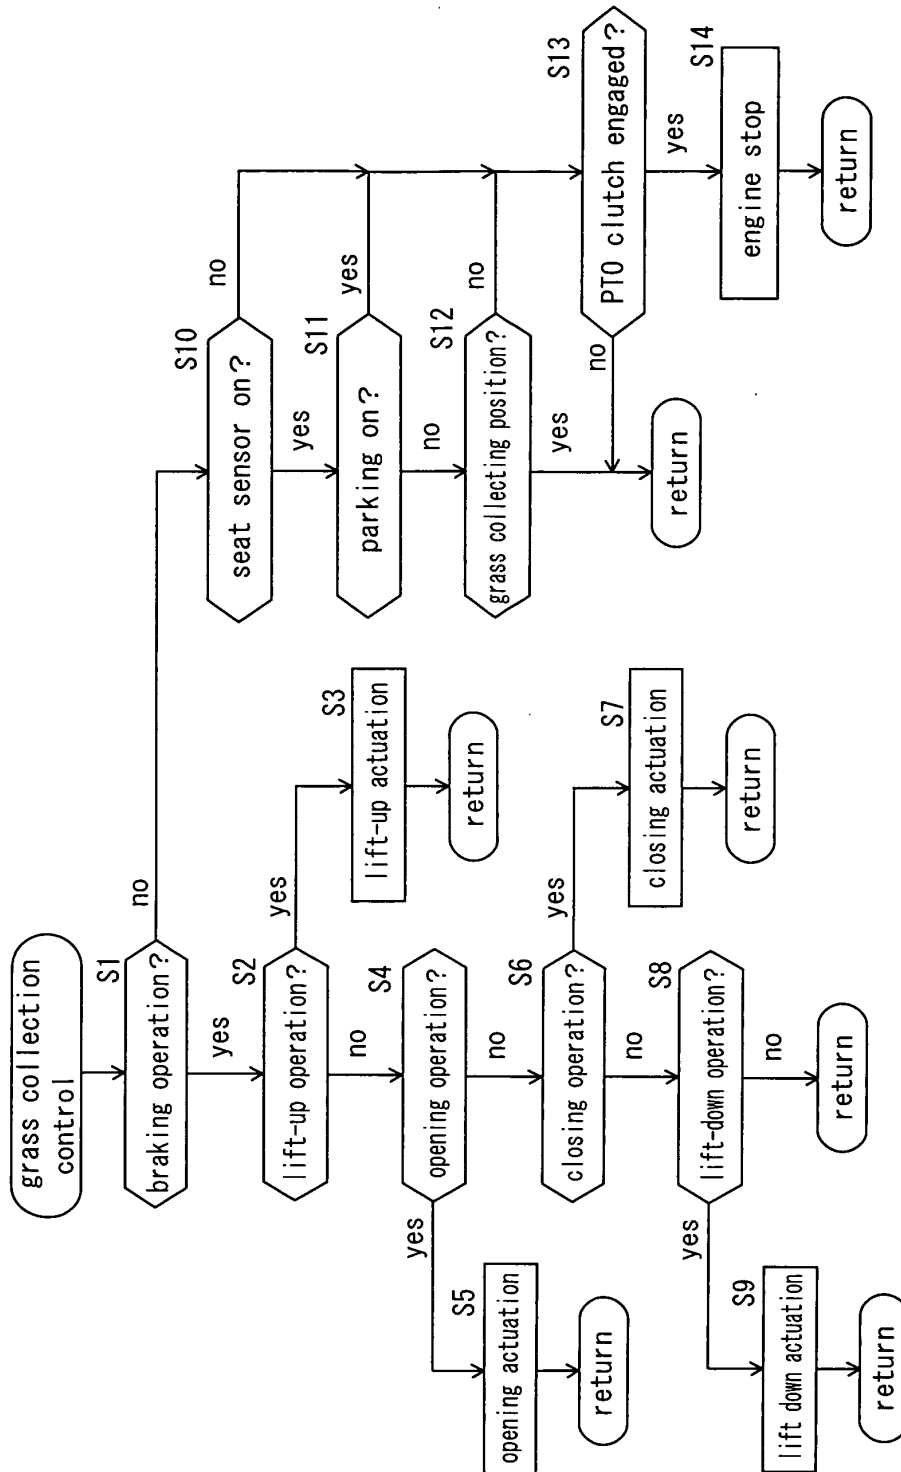 grass collection
control
S1
braking operation?
no
yes
S2
lift-up operation?
yes
no
S3
lift-up actuation
return
S4
opening operation?
yes
no
S5
opening actuation
return
S6
closing operation?
yes
no
S7
closing actuation
return
S8
lift-down operation?
yes
no
return
S9
lift down actuation
return
S10
seat sensor on?
no
yes
S11
parking on?
yes
no
S12
grass collecting position?
no
yes
return
S13
PTO clutch engaged?
no
yes
S14
engine stop
return